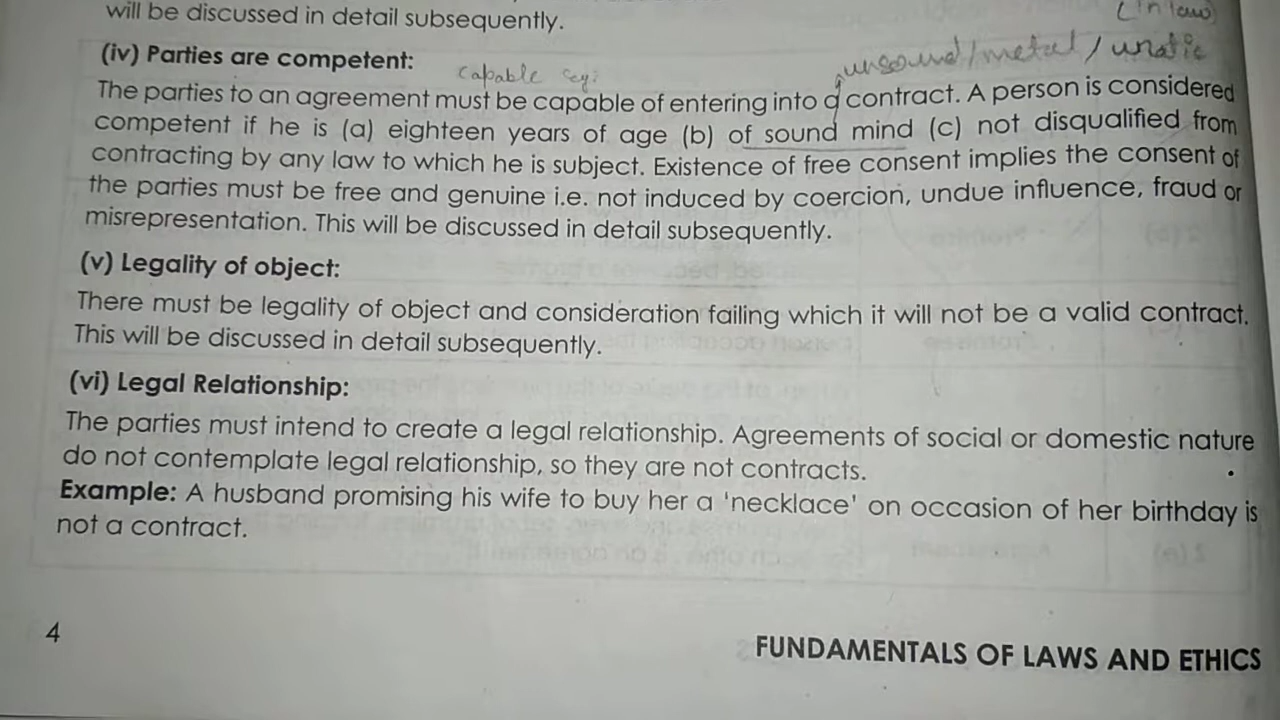 will be discussed in detail subsequently.
(in law)
(iv) Parties are competent:
unsound/metal/unatic
capable
The parties to an agreement must be capable of entering into a contract. A person is considered
competent if he is (a) eighteen years of age (b) of sound mind (c) not disqualified from
contracting by any law to which he is subject. Existence of free consent implies the consent of
the parties must be free and genuine i.e. not induced by coercion, undue influence, fraud or
misrepresentation. This will be discussed in detail subsequently.
(v) Legality of object:
There must be legality of object and consideration failing which it will not be a valid contract.
This will be discussed in detail subsequently.
(vi) Legal Relationship:
The parties must intend to create a legal relationship. Agreements of social or domestic nature
do not contemplate legal relationship, so they are not contracts.
Example: A husband promising his wife to buy her a 'necklace' on occasion of her birthday is
not a contract.
4
FUNDAMENTALS OF LAWS AND ETHICS